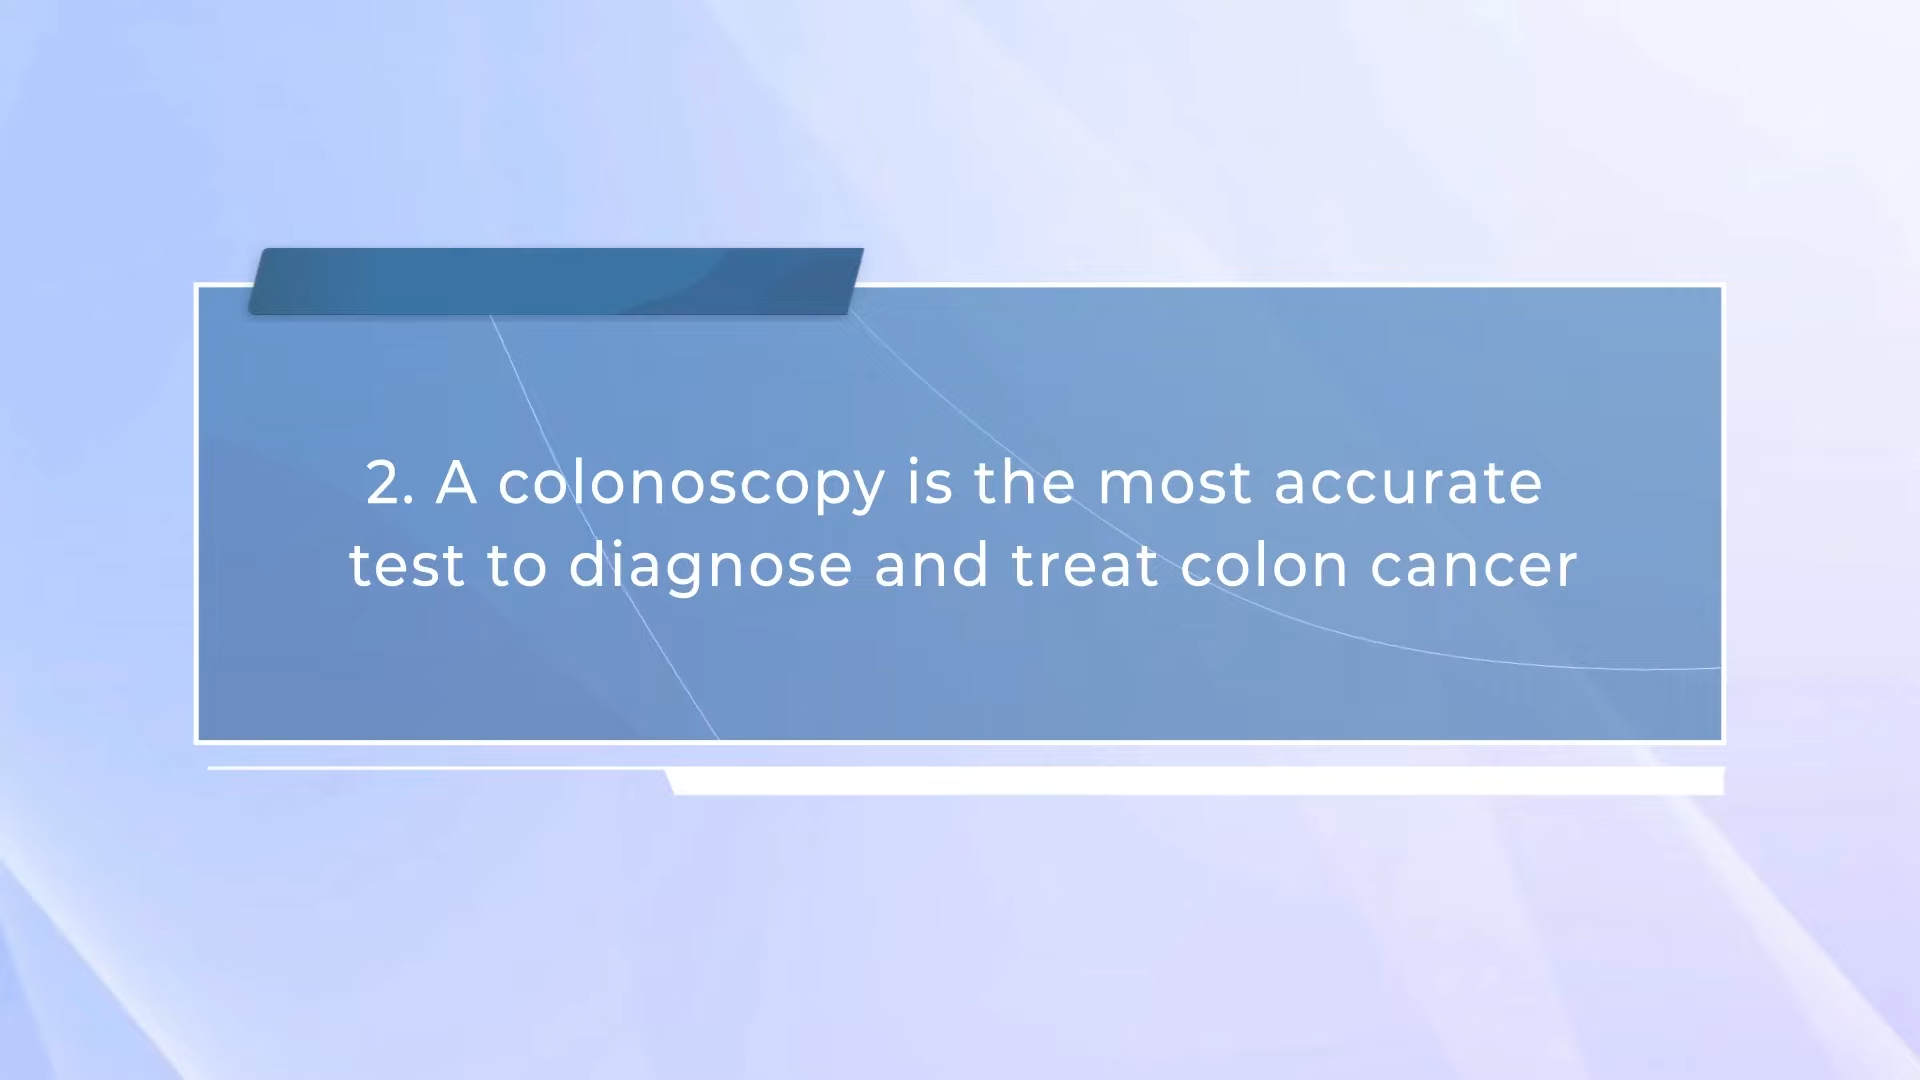 2. A colonoscopy is the most accurate
test to diagnose and treat colon cancer